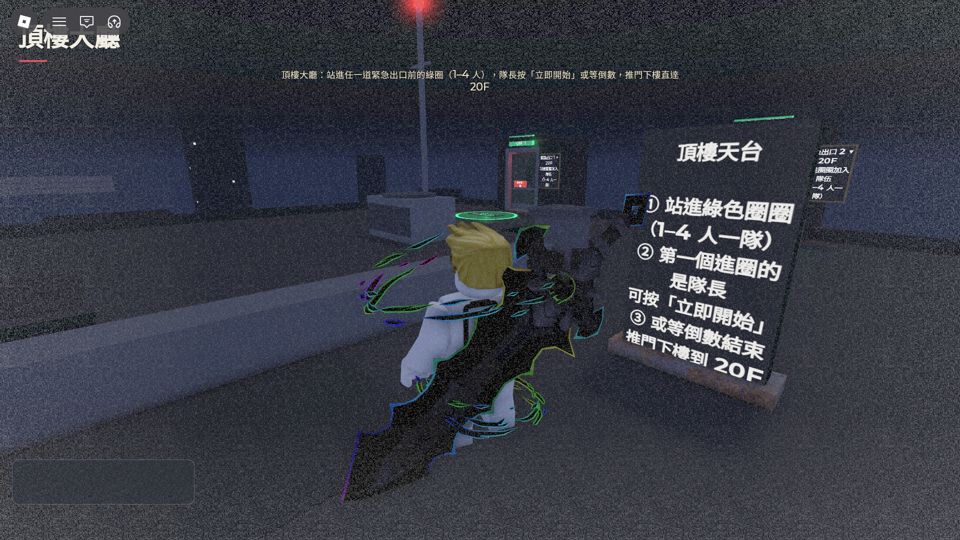 頂樓大廳
頂樓大廳：站進任一道緊急出口前的綠圈（1–4 人），隊長按「立即開始」或等倒數，推門下樓直達
20F
頂樓天台
① 站進綠色圈圈
（1–4 人一隊）
② 第一個進圈的
是隊長
可按「立即開始」
③ 或等倒數結束
推門下樓到 20F
出口 2
20F
隊伍